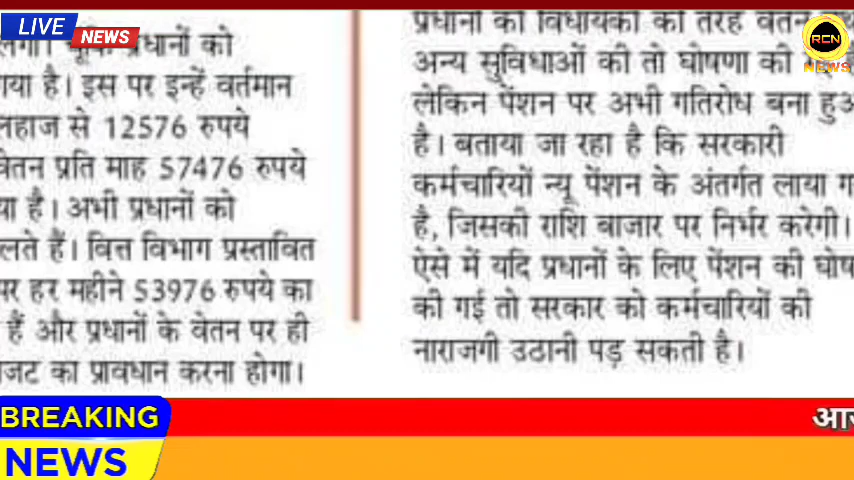 LIVE
NEWS
RCN
NEWS
प्रधानों को
गया है। इस पर इन्हें वर्तमान
लहाज से 12576 रुपये
वेतन प्रति माह 57476 रुपये
या है। अभी प्रधानों को
लते हैं। वित्त विभाग प्रस्तावित
पर हर महीने 53976 रुपये का
हैं और प्रधानों के वेतन पर ही
जट का प्रावधान करना होगा।
प्रधानों को विधायकों की तरह वेतन
अन्य सुविधाओं की तो घोषणा की
लेकिन पेंशन पर अभी गतिरोध बना हुआ
है। बताया जा रहा है कि सरकारी
कर्मचारियों न्यू पेंशन के अंतर्गत लाया ग
है, जिसकी राशि बाजार पर निर्भर करेगी।
ऐसे में यदि प्रधानों के लिए पेंशन की घोष
की गई तो सरकार को कर्मचारियों की
नाराजगी उठानी पड़ सकती है।
BREAKING
NEWS